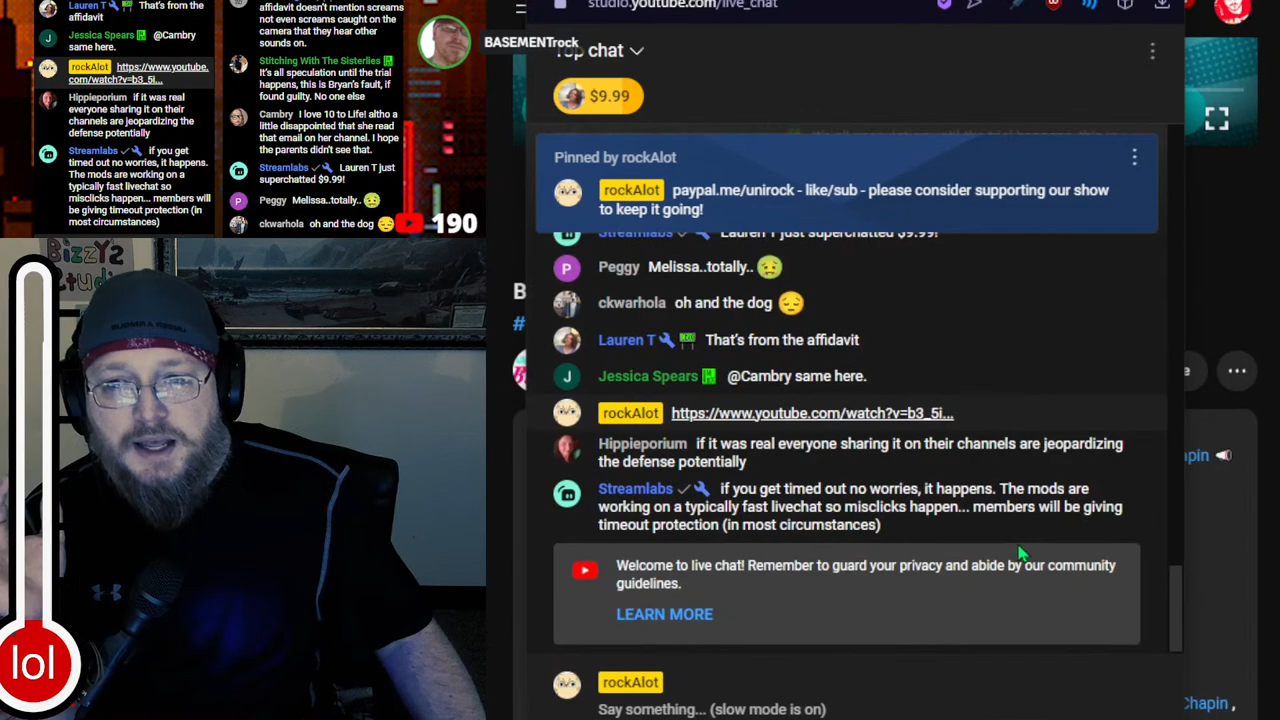 Lauren T That's
from the affidavit
Jessica Spears @Cambry
same here.
rockAlot https://www.youtube.
com/watch?v=b3_5i...
Hippieporium if it was real
everyone sharing it on their
channels are jeopardizing
the defense potentially
Streamlabs if you get
timed out no worries, it happens.
The mods are working on a
typically fast livechat so
misclicks happen... members will
be giving timeout protection (in
most circumstances)
affidavit doesn't mention screams
not even screams caught on the
camera that they hear other
sounds on.
Stitching With The Sisterlies
It's all speculation until the trial
happens, this is Bryan's fault, if
found guilty. No one else
Cambry I love 10 to Life! altho a
little disappointed that she read
that email on her channel. I hope
the parents didn't see that.
Streamlabs Lauren T just
superchatted $9.99!
Peggy Melissa..totally..
ckwarhola oh and the dog
190
BASEMENTrock
studio.youtube.com/live_chat
Top chat
$9.99
Pinned by rockAlot
rockAlot paypal.me/unirock - like/sub - please consider supporting our show
to keep it going!
Streamlabs Lauren T just superchatted $9.99!
Peggy Melissa..totally..
ckwarhola oh and the dog
Lauren T That's from the affidavit
Jessica Spears @Cambry same here.
rockAlot https://www.youtube.com/watch?v=b3_5i...
Hippieporium if it was real everyone sharing it on their channels are jeopardizing
the defense potentially
Streamlabs if you get timed out no worries, it happens. The mods are
working on a typically fast livechat so misclicks happen... members will be giving
timeout protection (in most circumstances)
Welcome to live chat! Remember to guard your privacy and abide by our community
guidelines.
LEARN MORE
rockAlot
Say something... (slow mode is on)
lol